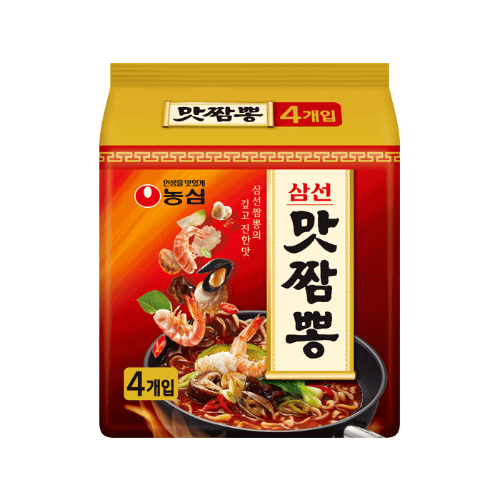 맛짬뽕 4개입
인생을 맛있게
농심
삼선짬뽕의
깊고 진한맛
삼선
맛짬뽕
4개입